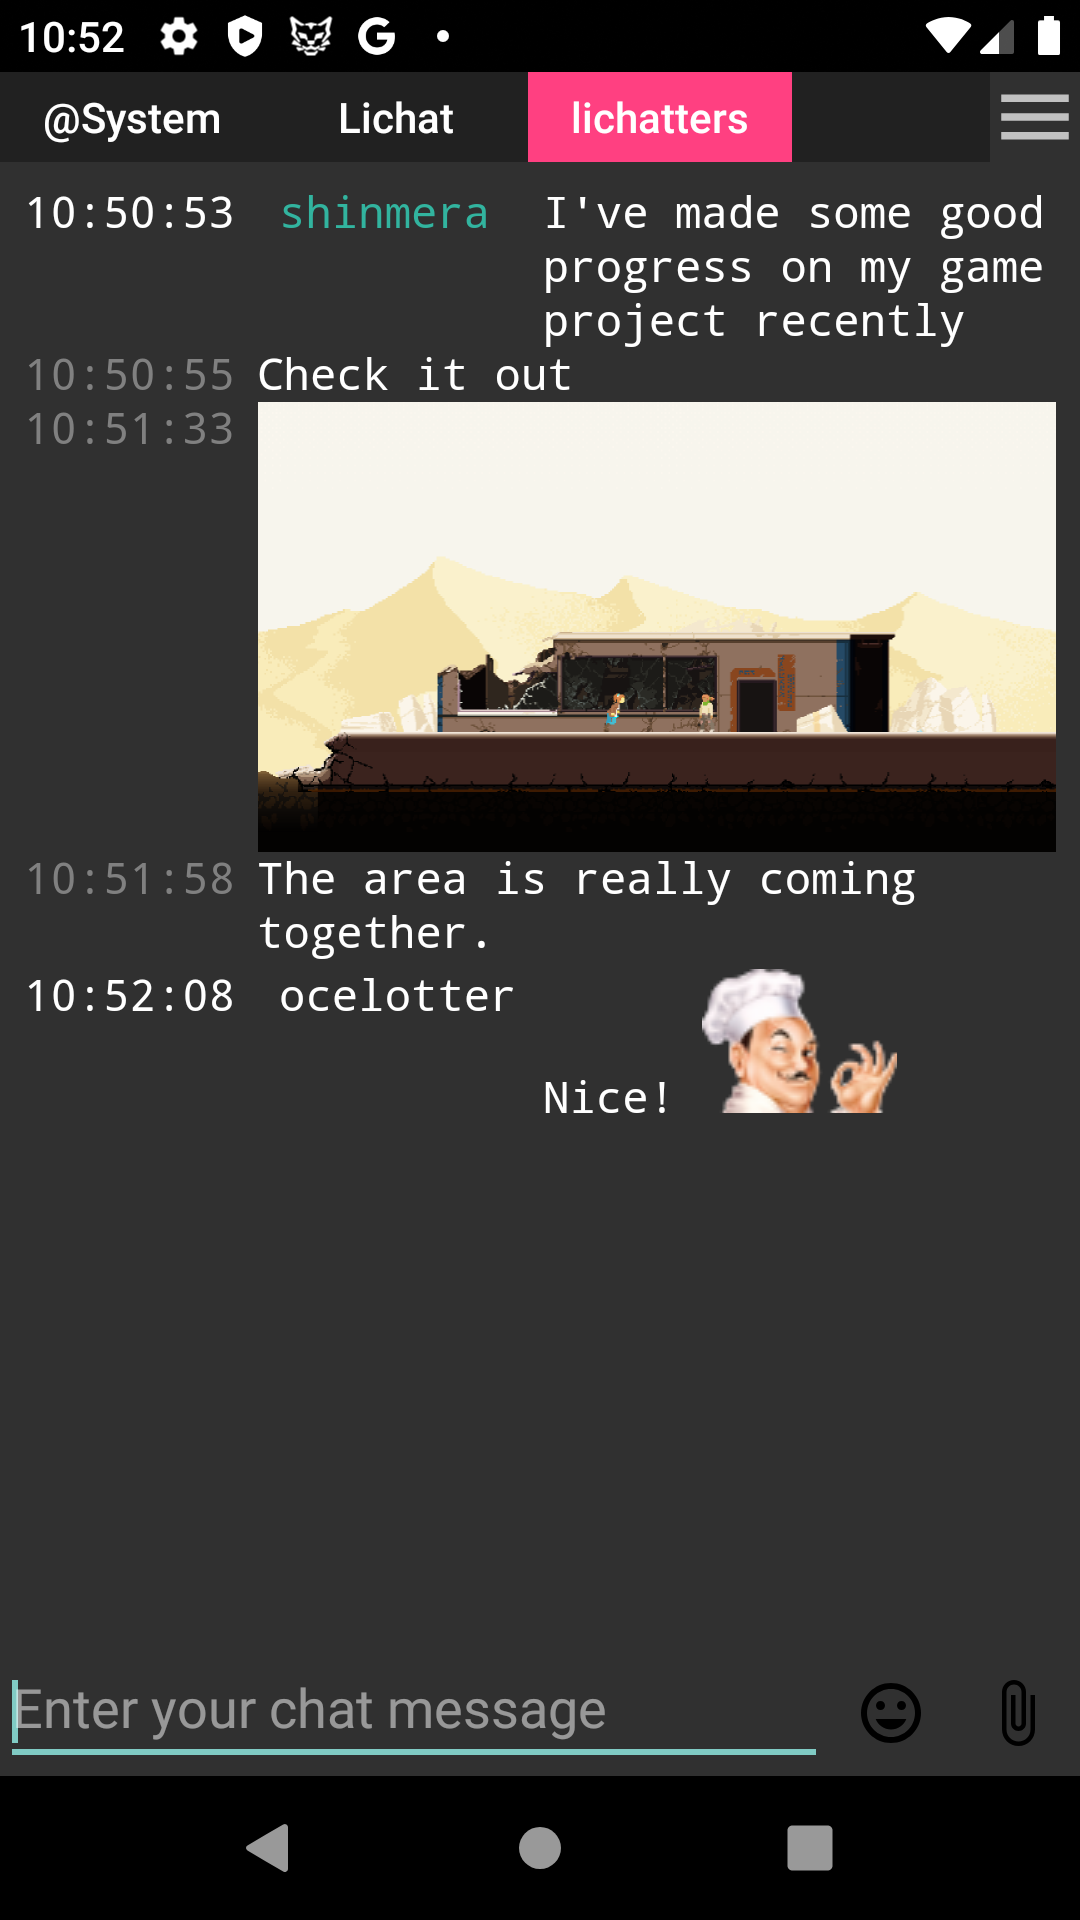 10:52
@System Lichat lichatters
10:50:53 shinmera I've made some good
progress on my game
project recently
10:50:55 Check it out
10:51:33
10:51:58 The area is really coming
together.
10:52:08 ocelotter
Nice!
Enter your chat message